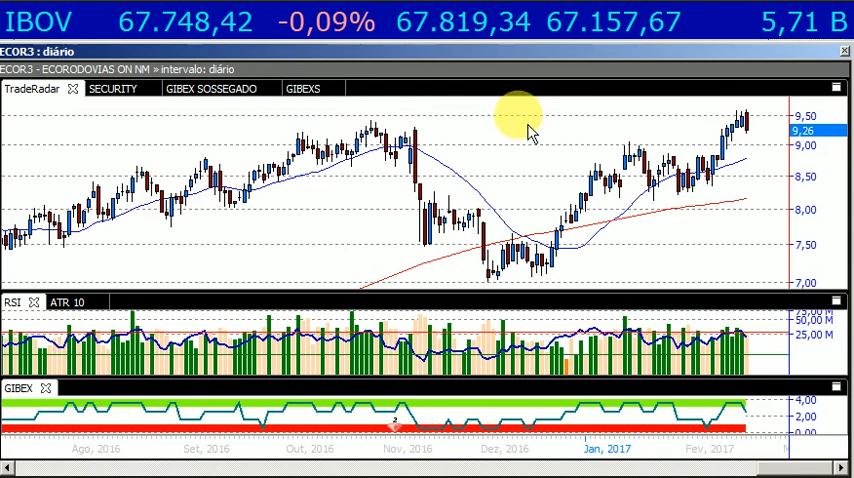 IBOV 67.748,42 -0,09% 67.819,34 67.157,67 5,71 B
ECOR3 : diário
ECOR3 - ECORODOVIAS ON NM » intervalo: diário
TradeRadar SECURITY GIBEX SOSSEGADO GIBEXS
9,50
9,26
9,00
8,50
8,00
7,50
7,00
RSI ATR 10
75,00 M
50,00 M
25,00 M
GIBEX
4,00
2,00
0,00
2
Ago, 2016 Set, 2016 Out, 2016 Nov, 2016 Dez, 2016 Jan, 2017 Fev, 2017 M